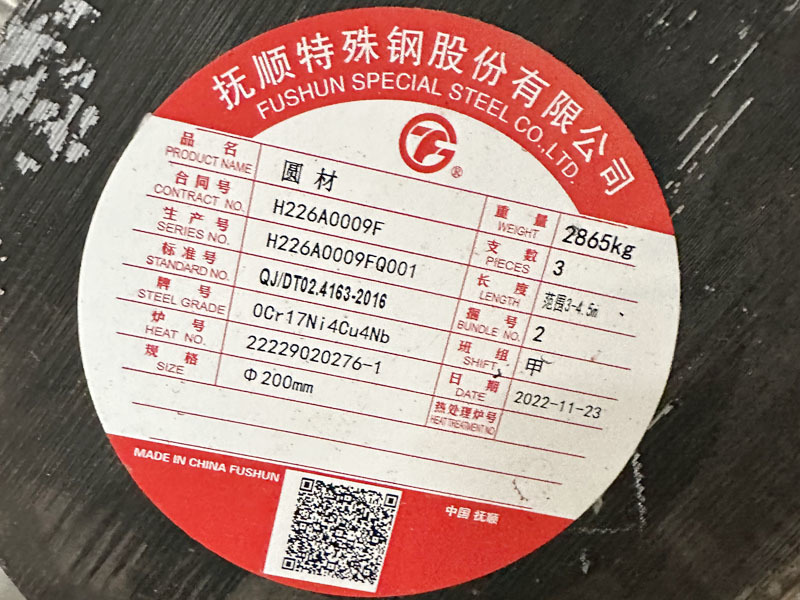 抚顺特殊钢股份有限公司
FUSHUN SPECIAL STEEL CO.,LTD.
®
品名 圆材
PRODUCT NAME
合同号 H226A0009F
CONTRACT NO.
生产号 H226A0009FQ001
SERIES NO.
标准号 QJ/DT02.4163-2016
STANDARD NO.
牌号 0Cr17Ni4Cu4Nb
STEEL GRADE
炉号 22229Q20276-1
HEAT NO.
规格 Φ200mm
SIZE
重量 2865kg
WEIGHT
支数 3
PIECES
长度 范围3-4.5m
LENGTH
捆号 2
BUNDLE NO.
班组 甲
SHIFT
日期 2022-11-23
DATE
热处理炉号
HEAT TREATMENT NO
MADE IN CHINA FUSHUN
中国 抚顺